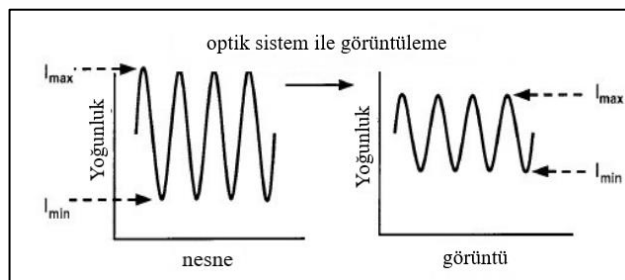 optik sistem ile görüntüleme
Imax
Yoğunluk
Imin
nesne
Imax
Yoğunluk
Imin
görüntü